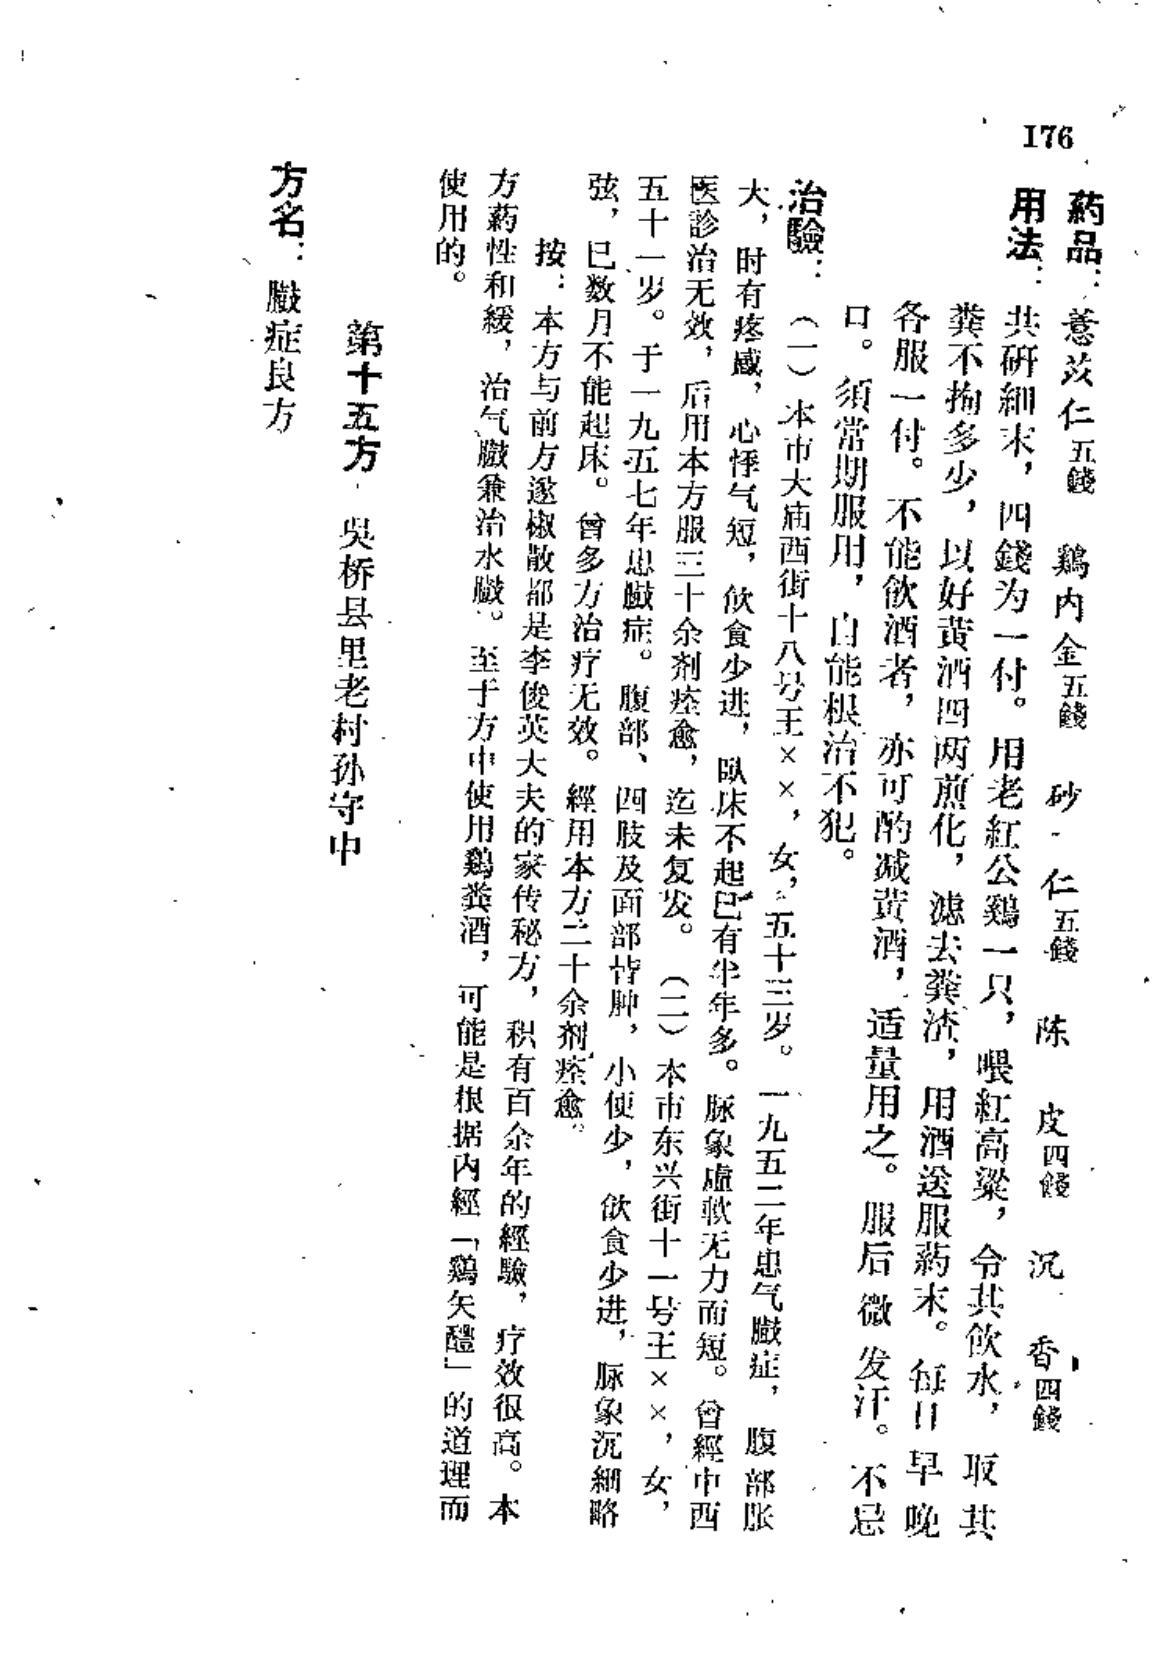 176
药品：薏苡仁五錢　鷄內金五錢　砂仁五錢　陈皮四錢　沉香四錢
用法：共研細末，四錢为一付。用老紅公鷄一只，喂紅高粱，令其飲水，取其
粪不拘多少，以好黃酒四两煎化，滤去粪渣，用酒送服葯末。每日早晚
各服一付。不能飲酒者，亦可酌减黃酒，适量用之。服后微发汗。不忌
口。須常期服用，自能根治不犯。
治驗：（一）本市大庙西街十八号王××，女，五十三岁。一九五二年患气臌症，腹部胀
大，时有疼感，心悸气短，飲食少进，臥床不起已有半年多。脉象虛軟无力而短。曾經中西
医診治无效，后用本方服三十余剂痊愈，迄未复发。（二）本市东兴街十一号王××，女，
五十一岁。于一九五七年患臌症。腹部、四肢及面部皆肿，小便少，飲食少进，脉象沉細略
弦，已数月不能起床。曾多方治疗无效。經用本方二十余剂痊愈。
按：本方与前方遂椒散都是李俊英大夫的家传秘方，积有百余年的經驗，疗效很高。本
方葯性和緩，治气臌兼治水臌。至于方中使用鷄粪酒，可能是根据內經「鷄矢醴」的道理而
使用的。
第十五方　吳桥县里老村孙守中
方名：臌症良方